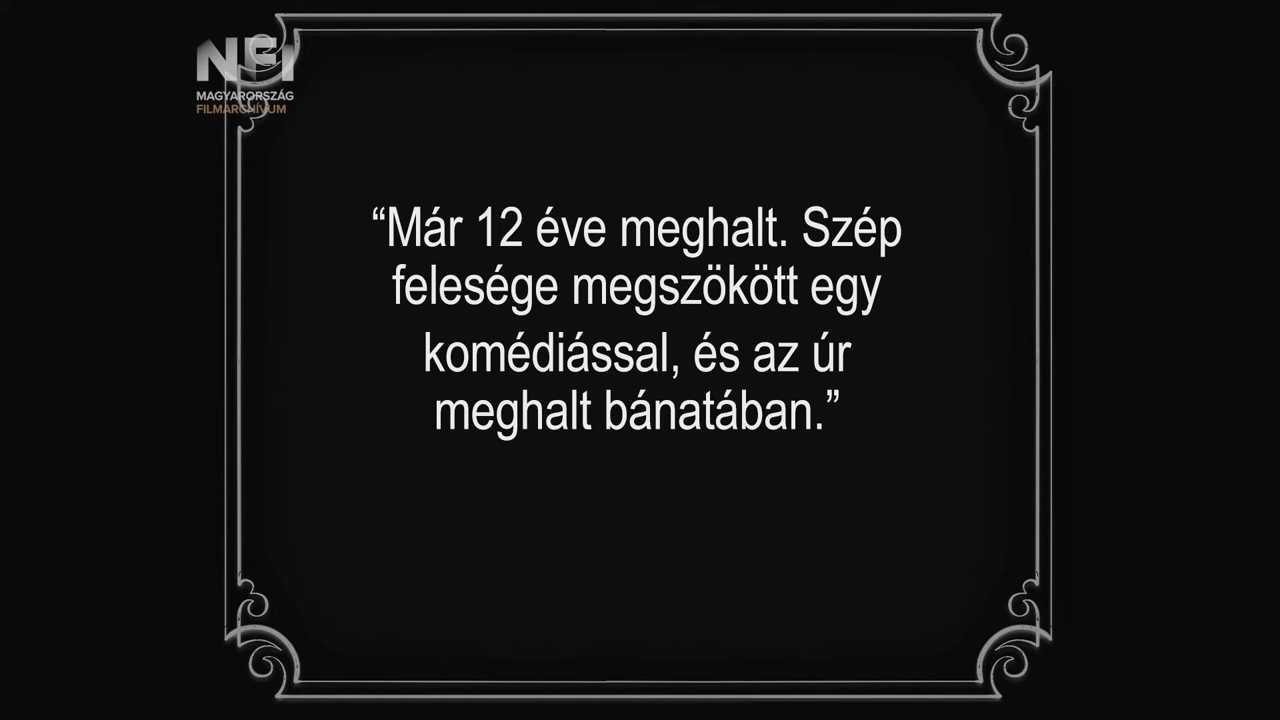 NFI
MAGYARORSZÁG
FILMARCHÍVUM
“Már 12 éve meghalt. Szép
felesége megszökött egy
komédiással, és az úr
meghalt bánatában.”